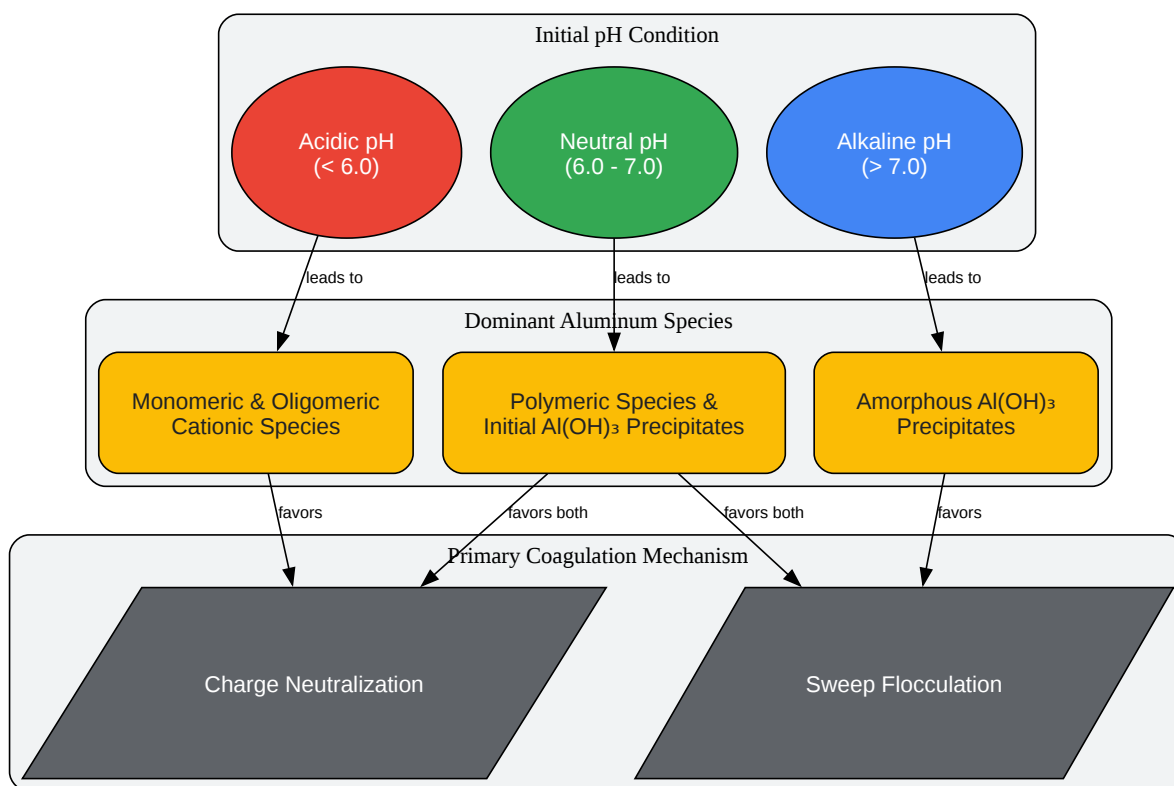 Initial pH Condition
Acidic pH
(< 6.0)
Neutral pH
(6.0 - 7.0)
Alkaline pH
(> 7.0)
leads to
leads to
leads to
Dominant Aluminum Species
Monomeric & Oligomeric
Cationic Species
Polymeric Species &
Initial Al(OH)₃ Precipitates
Amorphous Al(OH)₃
Precipitates
favors
favors both
favors both
favors
Primary Coagulation Mechanism
Charge Neutralization
Sweep Flocculation